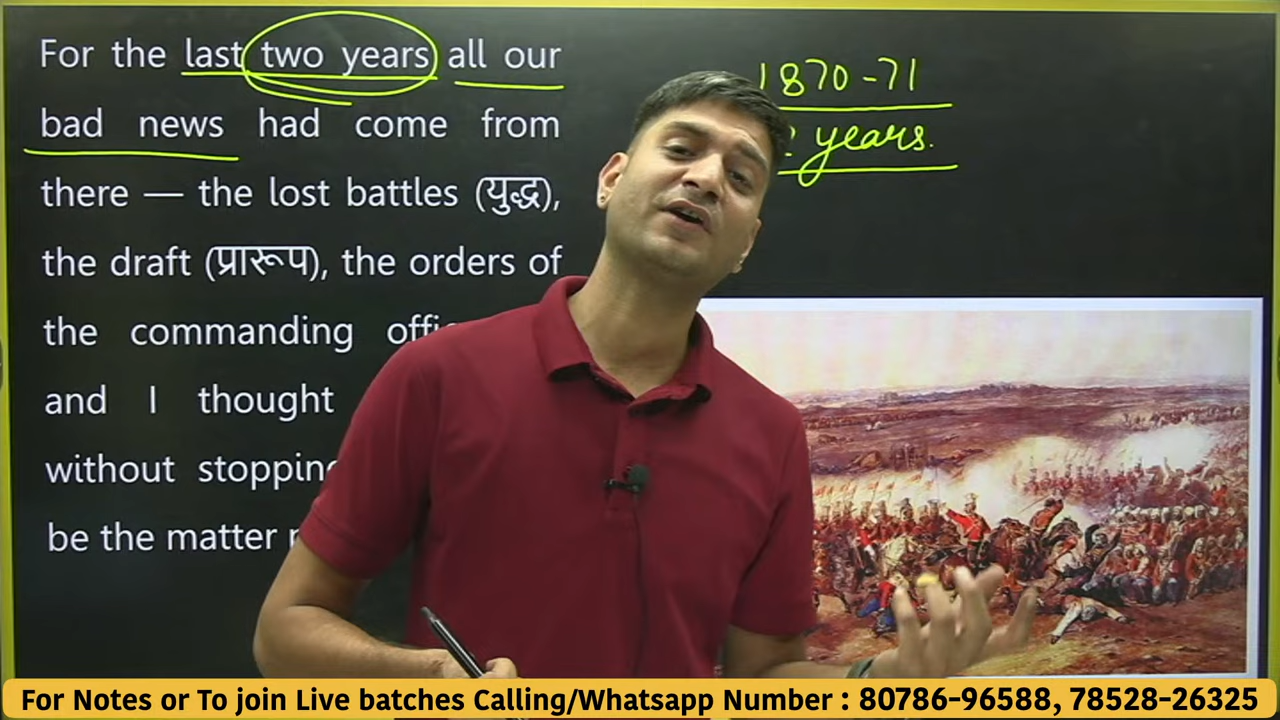 For the last two years all our
bad news had come from
there — the lost battles (युद्ध),
the draft (प्रारूप), the orders of
the commanding
and I thought
without
be the matter
1870-71
years.
For Notes or To join Live batches Calling/Whatsapp Number : 80786-96588, 78528-26325